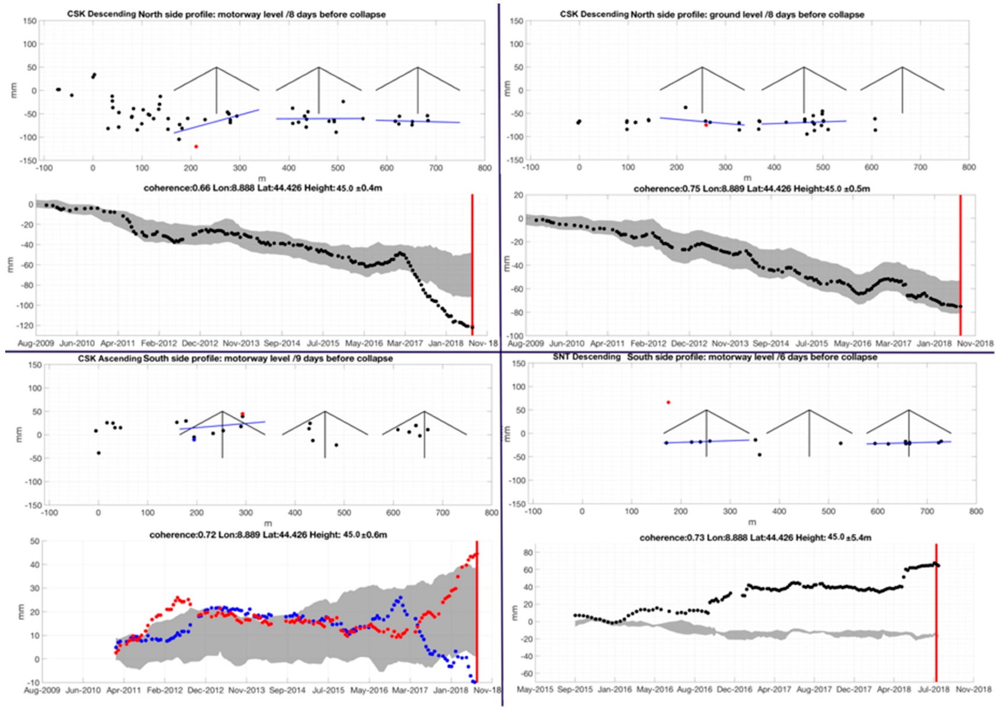 CSK Descending North side profile: motorway level /8 days before collapse
150
100
50
0
-50
-100
-150
mm
-100 0 100 200 300 400 500 600 700 800
m
coherence:0.66 Lon:8.888 Lat:44.426 Height: 45.0 ±0.4m
0
-20
-40
-60
-80
-100
-120
mm
Aug-2009 Jun-2010 Apr-2011 Feb-2012 Dec-2012 Nov-2013 Sep-2014 Jul-2015 May-2016 Mar-2017 Jan-2018 Nov-18
CSK Descending North side profile: ground level /8 days before collapse
150
100
50
0
-50
-100
-150
mm
-100 0 100 200 300 400 500 600 700 800
m
coherence:0.75 Lon:8.889 Lat:44.426 Height:45.0 ±0.5m
20
0
-20
-40
-60
-80
-100
mm
Aug-2009 Jun-2010 Apr-2011 Feb-2012 Dec-2012 Nov-2013 Sep-2014 Jul-2015 May-2016 Mar-2017 Jan-2018 Nov-2018
CSK Ascending South side profile: motorway level /9 days before collapse
150
100
50
0
-50
-100
-150
mm
-100 0 100 200 300 400 500 600 700 800
m
coherence:0.72 Lon:8.889 Lat:44.426 Height: 45.0 ±0.6m
50
40
30
20
10
0
-10
mm
Aug-2009 Jun-2010 Apr-2011 Feb-2012 Dec-2012 Nov-2013 Sep-2014 Jul-2015 May-2016 Mar-2017 Jan-2018 Nov-18
SNT Descending South side profile: motorway level /6 days before collapse
150
100
50
0
-50
-100
-150
mm
-100 0 100 200 300 400 500 600 700 800
m
coherence:0.73 Lon:8.888 Lat:44.426 Height: 45.0 ±5.4m
80
60
40
20
0
-20
-40
-60
mm
May-2015 Sep-2015 Jan-2016 May-2016 Aug-2016 Dec-2016 Apr-2017 Aug-2017 Dec-2017 Apr-2018 Jul-2018 Nov-2018